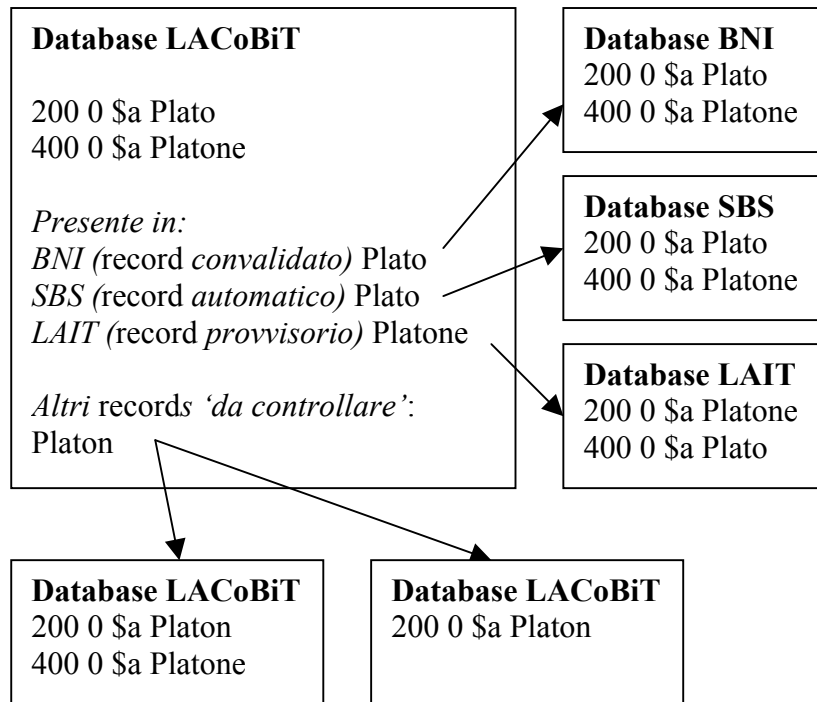 Database LACoBiT
200 0 $a Plato
400 0 $a Platone
Presente in:
BNI (record convalidato) Plato
SBS (record automatico) Plato
LAIT (record provvisorio) Platone
Altri records ‘da controllare’:
Platon
Database BNI
200 0 $a Plato
400 0 $a Platone
Database SBS
200 0 $a Plato
400 0 $a Platone
Database LAIT
200 0 $a Platone
400 0 $a Plato
Database LACoBiT
200 0 $a Platon
400 0 $a Platone
Database LACoBiT
200 0 $a Platon